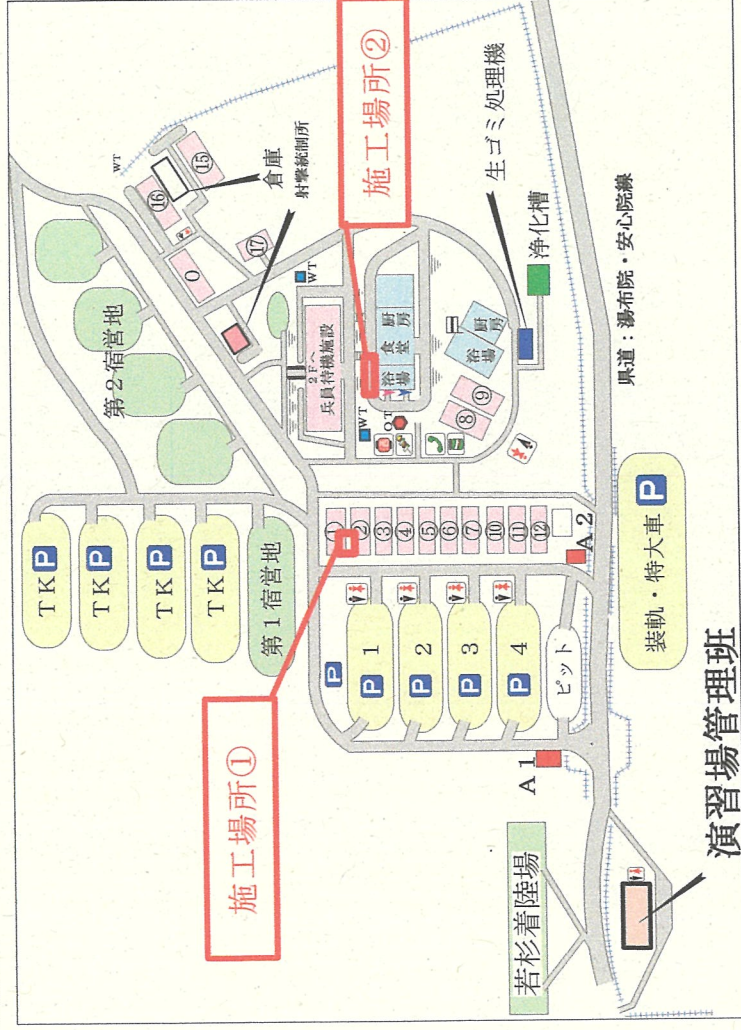 施工場所①
施工場所②
TK P
TK P
TK P
TK P
第1宿営地
第2宿営地
WT
⑯
⑮
倉庫
射撃統制所
⑰
O
WT
2Fへ
兵員待機施設
WT
OT
浴場
食堂
厨房
浴場
厨房
⑧
⑨
生ゴミ処理機
浄化槽
①
②
③
④
⑤
⑥
⑦
⑩
⑪
⑫
A2
P
P 1
P 2
P 3
P 4
ピット
A1
若杉着陸場
装軌・特大車 P
県道:湯布院・安心院線
演習場管理班